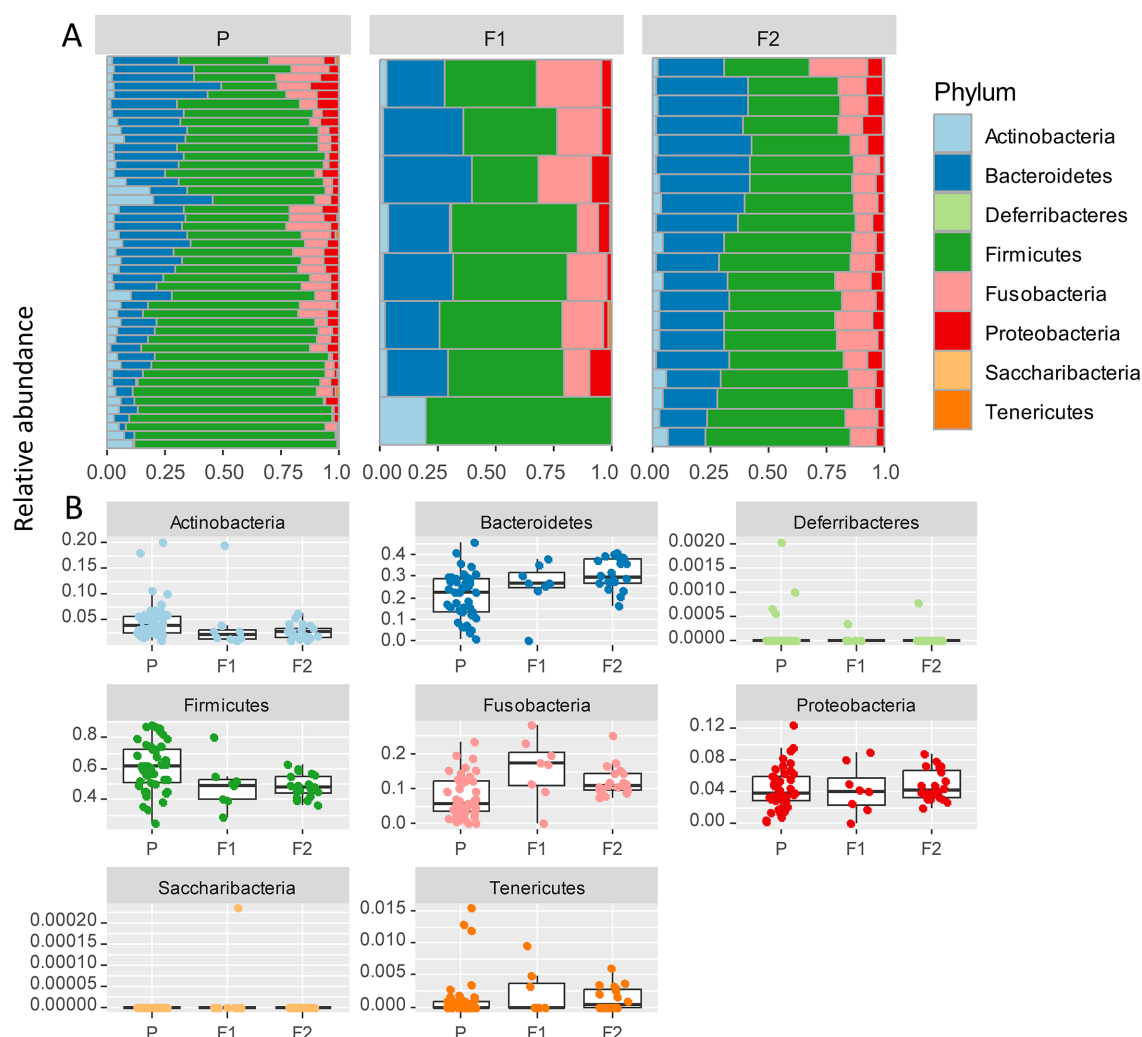 A
P
F1
F2
Phylum
Actinobacteria
Bacteroidetes
Deferribacteres
Firmicutes
Fusobacteria
Proteobacteria
Saccharibacteria
Tenericutes
0.00 0.25 0.50 0.75 1.0
0.00 0.25 0.50 0.75 1.0
0.00 0.25 0.50 0.75 1.0
Relative abundance
B
Actinobacteria
0.20
0.15
0.10
0.05
P F1 F2
Bacteroidetes
0.4
0.3
0.2
0.1
0.0
P F1 F2
Deferribacteres
0.0020
0.0015
0.0010
0.0005
0.0000
P F1 F2
Firmicutes
0.8
0.6
0.4
P F1 F2
Fusobacteria
0.2
0.1
0.0
P F1 F2
Proteobacteria
0.12
0.08
0.04
0.00
P F1 F2
Saccharibacteria
0.00020
0.00015
0.00010
0.00005
0.00000
P F1 F2
Tenericutes
0.015
0.010
0.005
0.000
P F1 F2